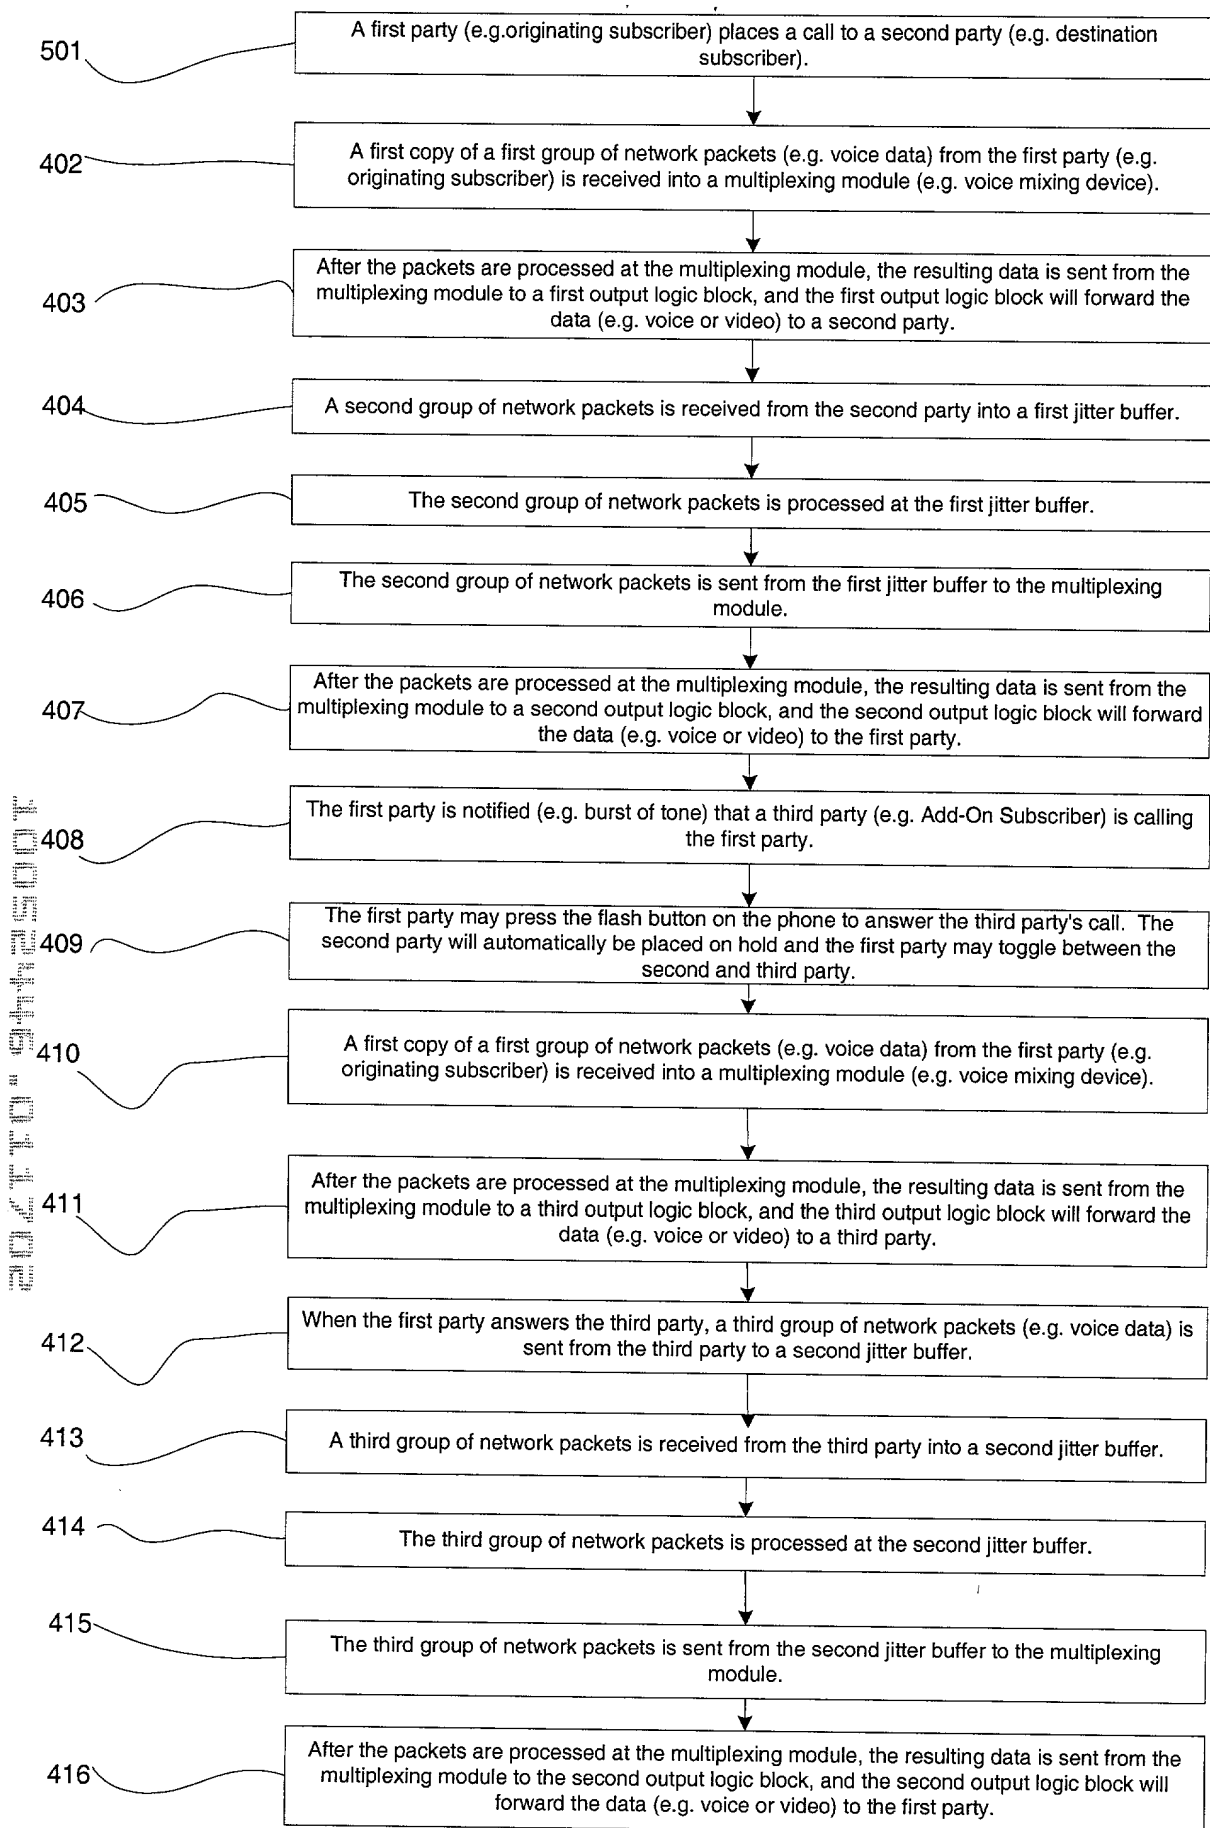 501
A first party (e.g.originating subscriber) places a call to a second party (e.g. destination
subscriber).
402
A first copy of a first group of network packets (e.g. voice data) from the first party (e.g.
originating subscriber) is received into a multiplexing module (e.g. voice mixing device).
403
After the packets are processed at the multiplexing module, the resulting data is sent from the
multiplexing module to a first output logic block, and the first output logic block will forward the
data (e.g. voice or video) to a second party.
404
A second group of network packets is received from the second party into a first jitter buffer.
405
The second group of network packets is processed at the first jitter buffer.
406
The second group of network packets is sent from the first jitter buffer to the multiplexing
module.
407
After the packets are processed at the multiplexing module, the resulting data is sent from the
multiplexing module to a second output logic block, and the second output logic block will forward
the data (e.g. voice or video) to the first party.
408
The first party is notified (e.g. burst of tone) that a third party (e.g. Add-On Subscriber) is calling
the first party.
409
The first party may press the flash button on the phone to answer the third party's call. The
second party will automatically be placed on hold and the first party may toggle between the
second and third party.
410
A first copy of a first group of network packets (e.g. voice data) from the first party (e.g.
originating subscriber) is received into a multiplexing module (e.g. voice mixing device).
411
After the packets are processed at the multiplexing module, the resulting data is sent from the
multiplexing module to a third output logic block, and the third output logic block will forward the
data (e.g. voice or video) to a third party.
412
When the first party answers the third party, a third group of network packets (e.g. voice data) is
sent from the third party to a second jitter buffer.
413
A third group of network packets is received from the third party into a second jitter buffer.
414
The third group of network packets is processed at the second jitter buffer.
415
The third group of network packets is sent from the second jitter buffer to the multiplexing
module.
416
After the packets are processed at the multiplexing module, the resulting data is sent from the
multiplexing module to the second output logic block, and the second output logic block will
forward the data (e.g. voice or video) to the first party.